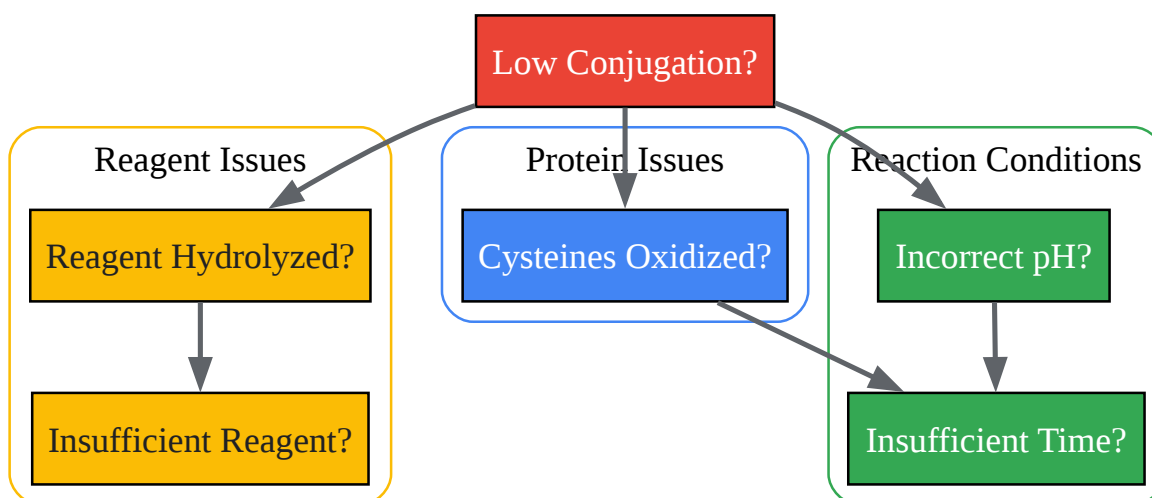 Low Conjugation?
Reagent Issues
Protein Issues
Reaction Conditions
Reagent Hydrolyzed?
Cysteines Oxidized?
Incorrect pH?
Insufficient Reagent?
Insufficient Time?